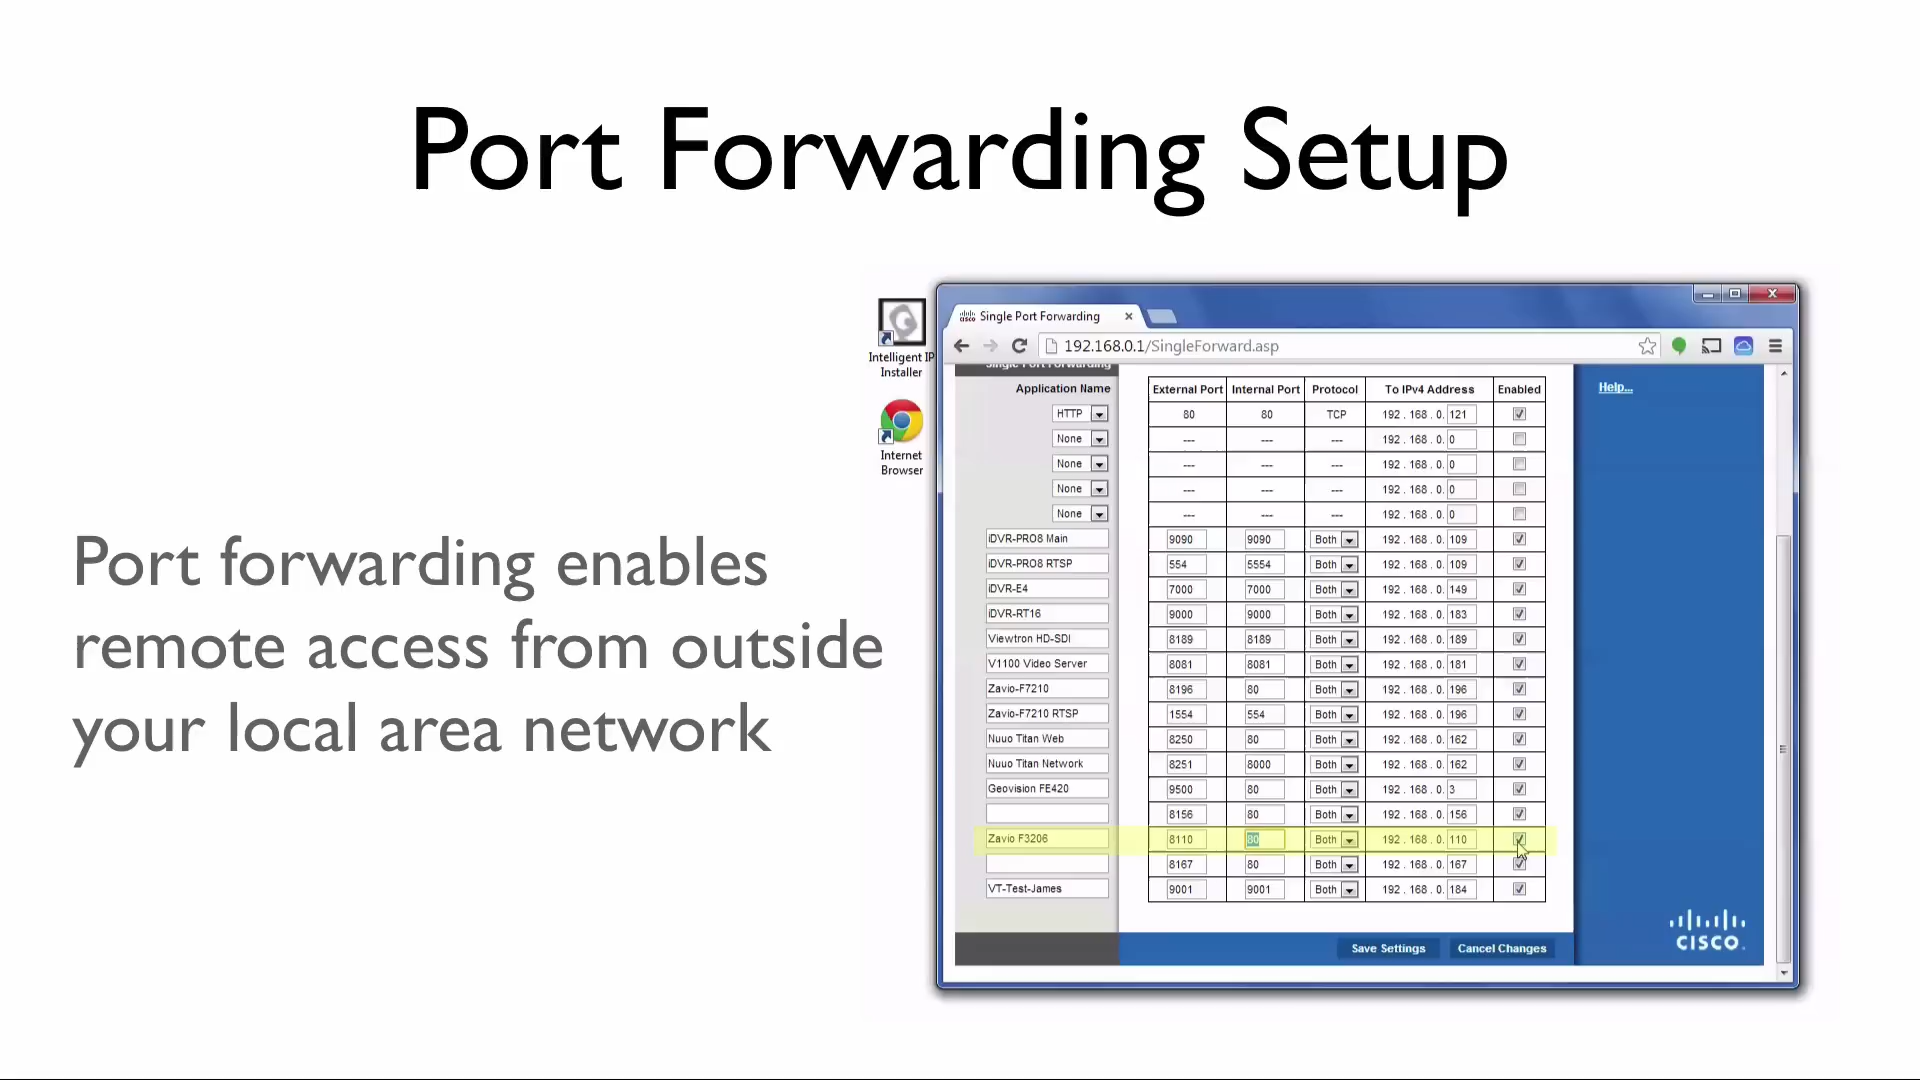 Port Forwarding Setup
Port forwarding enables
remote access from outside
your local area network
Intelligent IP
Installer
Internet
Browser
Single Port Forwarding
192.168.0.1/SingleForward.asp
Single Port Forwarding
Application Name External Port Internal Port Protocol To IPv4 Address Enabled
HTTP 80 80 TCP 192 . 168 . 0. 121
None --- --- --- 192 . 168 . 0. 0
None --- --- --- 192 . 168 . 0. 0
None --- --- --- 192 . 168 . 0. 0
None --- --- --- 192 . 168 . 0. 0
iDVR-PRO8 Main 9090 9090 Both 192 . 168 . 0. 109
iDVR-PRO8 RTSP 554 5554 Both 192 . 168 . 0. 109
iDVR-E4 7000 7000 Both 192 . 168 . 0. 149
iDVR-RT16 9000 9000 Both 192 . 168 . 0. 183
Viewtron HD-SDI 8189 8189 Both 192 . 168 . 0. 189
V1100 Video Server 8081 8081 Both 192 . 168 . 0. 181
Zavio-F7210 8196 80 Both 192 . 168 . 0. 196
Zavio-F7210 RTSP 1554 554 Both 192 . 168 . 0. 196
Nuuo Titan Web 8250 80 Both 192 . 168 . 0. 162
Nuuo Titan Network 8251 8000 Both 192 . 168 . 0. 162
Geovision FE420 9500 80 Both 192 . 168 . 0. 3
8156 80 Both 192 . 168 . 0. 156
Zavio F3206 8110 80 Both 192 . 168 . 0. 110
8167 80 Both 192 . 168 . 0. 167
VT-Test-James 9001 9001 Both 192 . 168 . 0. 184
Help...
Save Settings Cancel Changes
CISCO